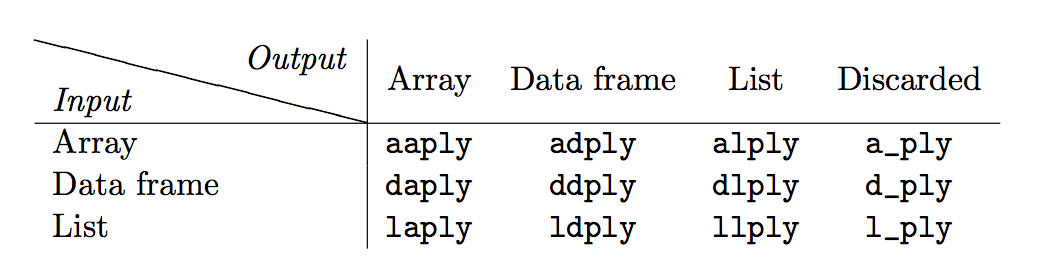 Output
Input
Array Data frame List Discarded
Array aaply adply alply a_ply
Data frame daply ddply dlply d_ply
List laply ldply llply l_ply